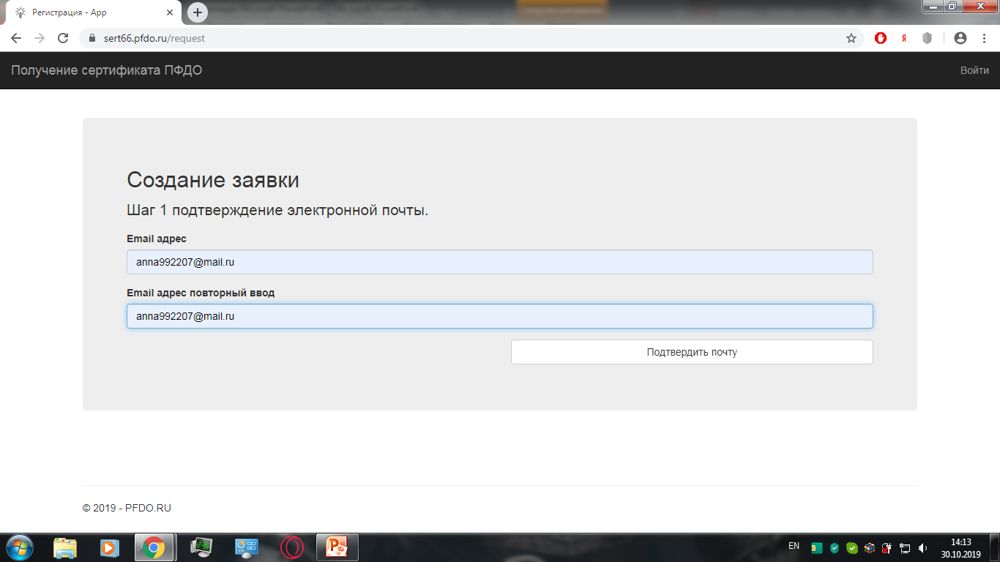 Регистрация - App
sert66.pfdo.ru/request
Получение сертификата ПФДО
Войти
Создание заявки
Шаг 1 подтверждение электронной почты.
Email адрес
anna992207@mail.ru
Email адрес повторный ввод
anna992207@mail.ru
Подтвердить почту
© 2019 - PFDO.RU
EN
14:13
30.10.2019